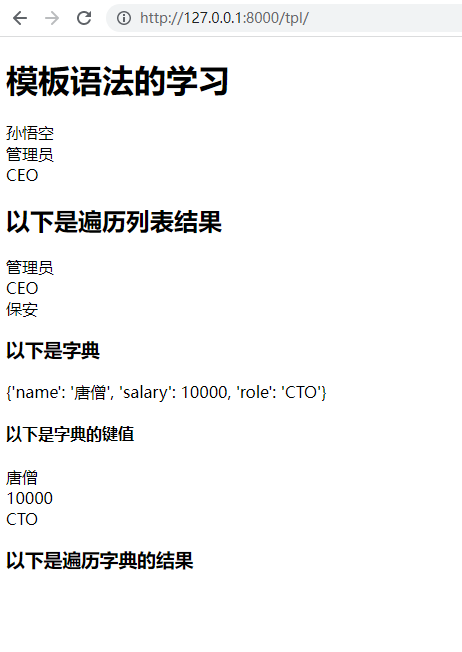 http://127.0.0.1:8000/tpl/
模板语法的学习
孙悟空
管理员
CEO
以下是遍历列表结果
管理员
CEO
保安
以下是字典
{'name': '唐僧', 'salary': 10000, 'role': 'CTO'}
以下是字典的键值
唐僧
10000
CTO
以下是遍历字典的结果